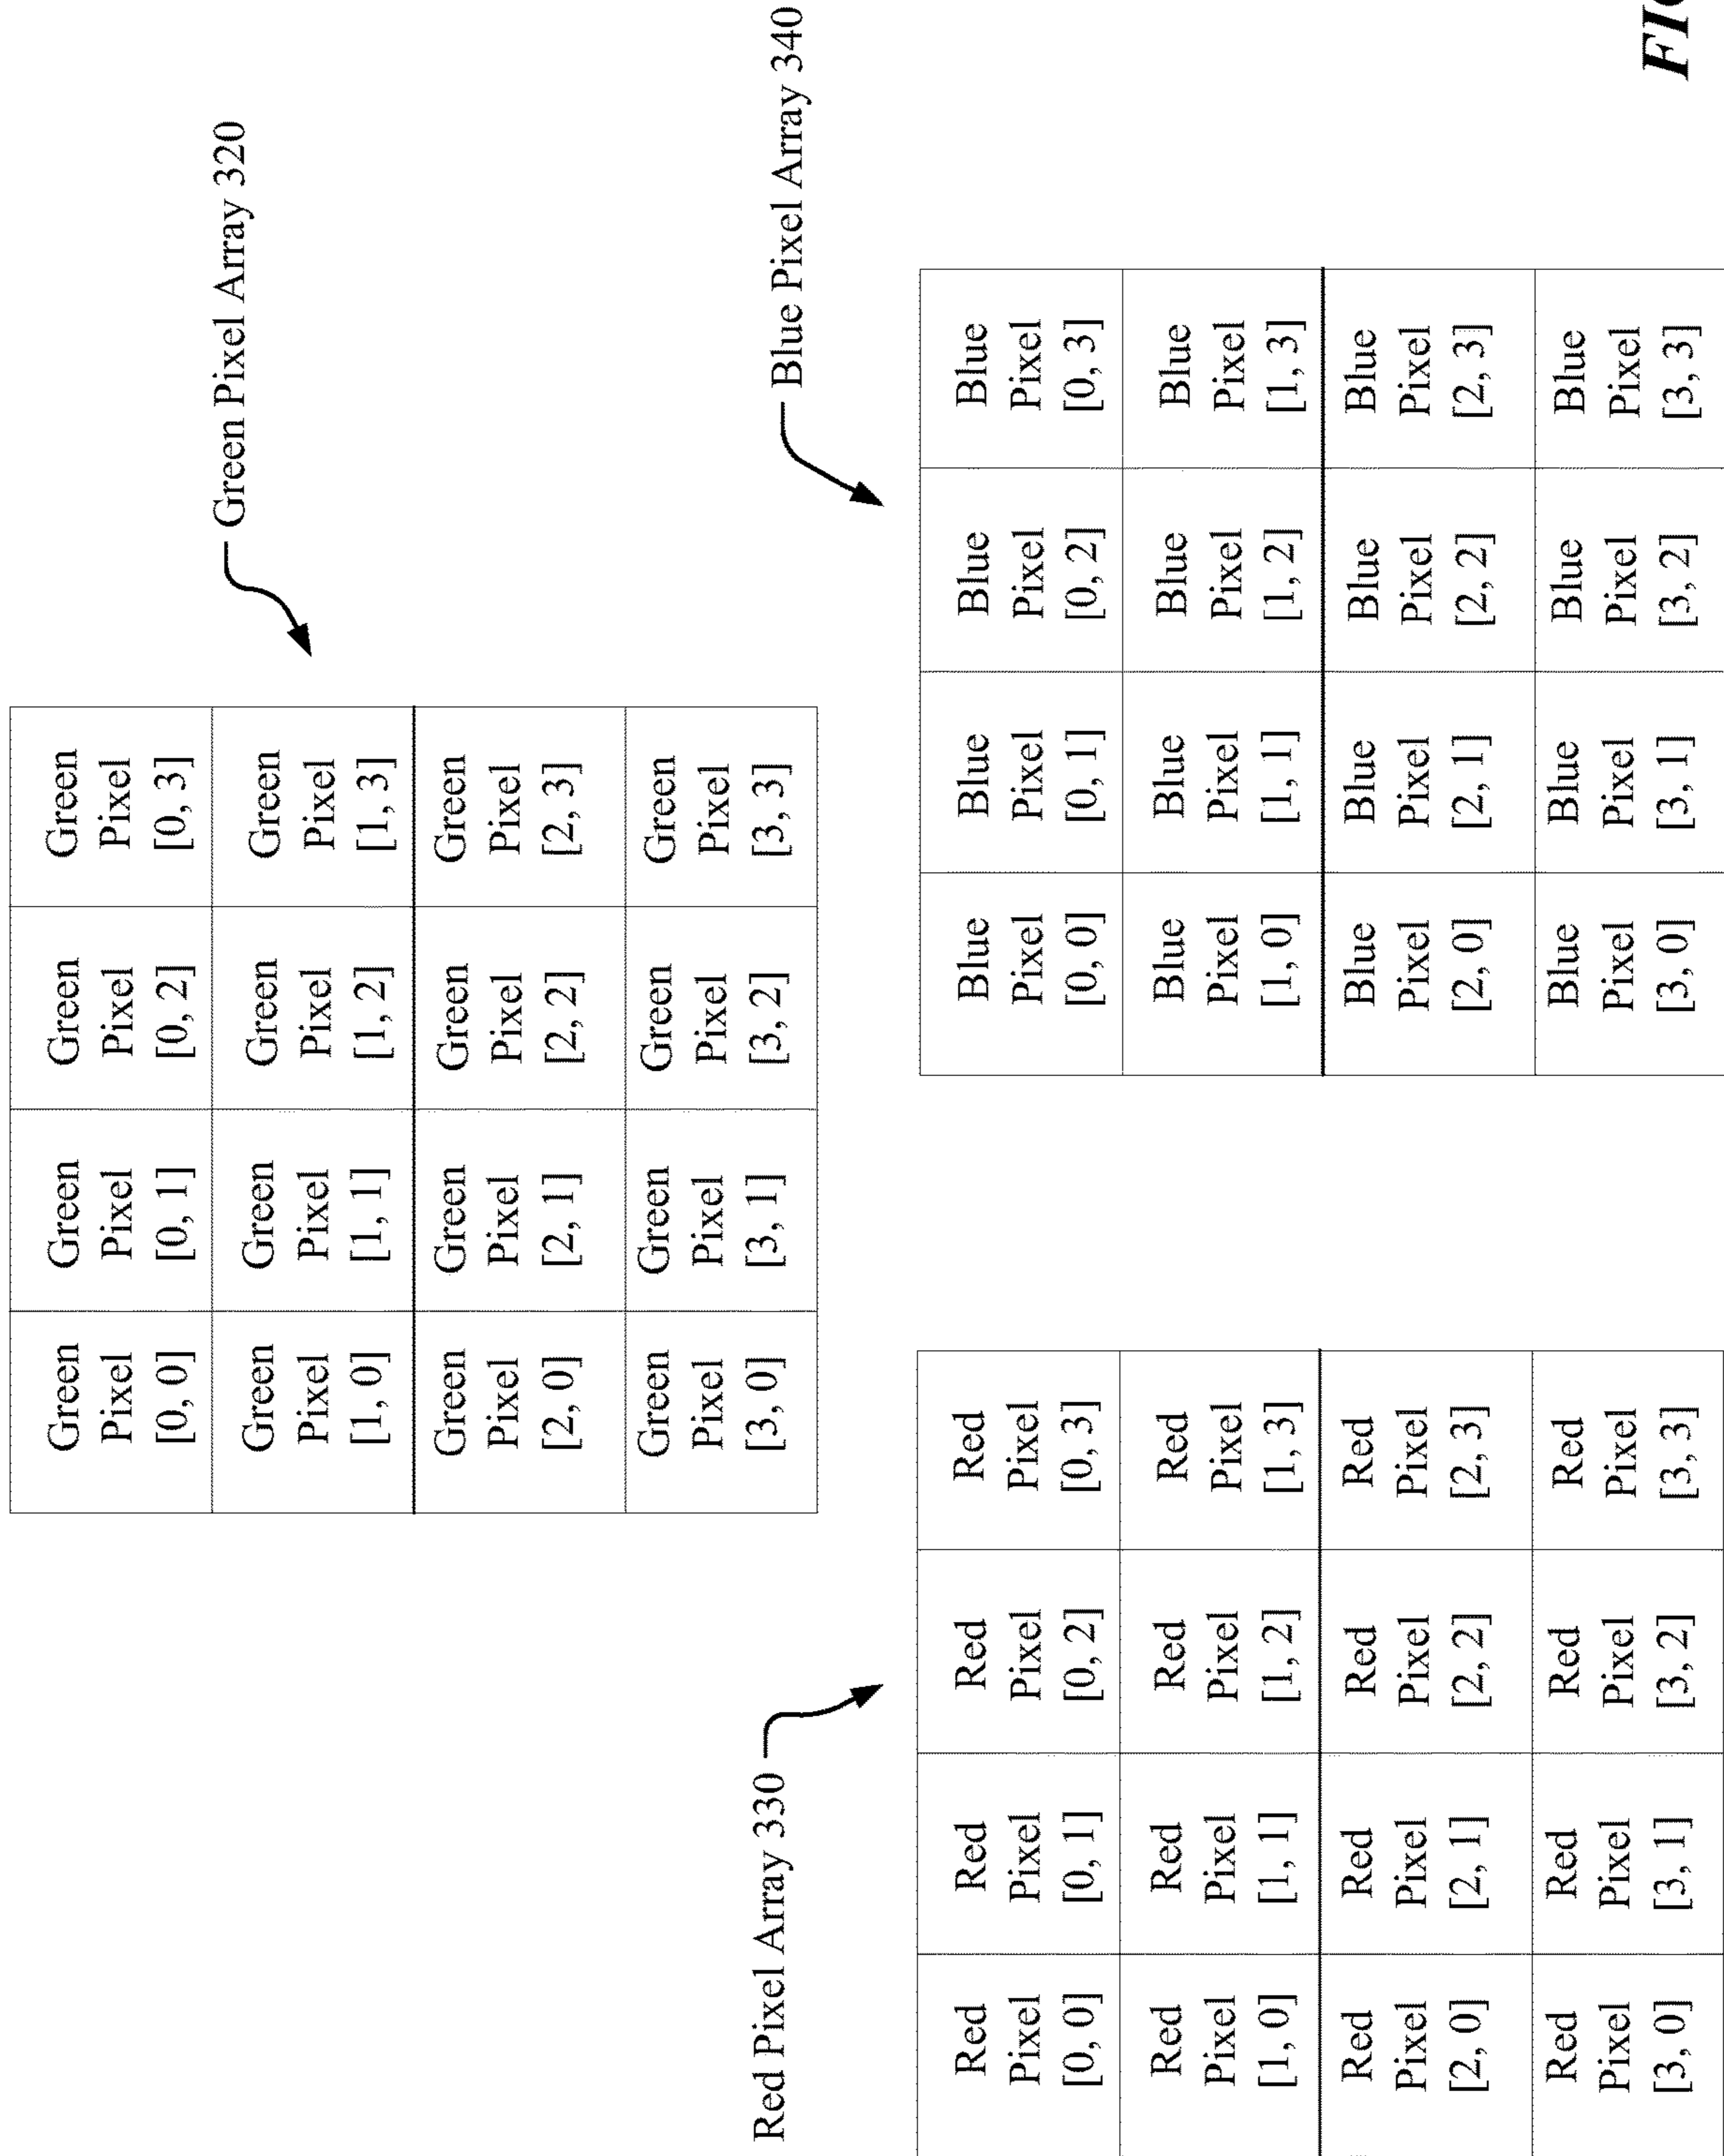 Green
Pixel
[0, 0]
Green
Pixel
[0, 1]
Green
Pixel
[0, 2]
Green
Pixel
[0, 3]
Green
Pixel
[1, 0]
Green
Pixel
[1, 1]
Green
Pixel
[1, 2]
Green
Pixel
[1, 3]
Green
Pixel
[2, 0]
Green
Pixel
[2, 1]
Green
Pixel
[2, 2]
Green
Pixel
[2, 3]
Green
Pixel
[3, 0]
Green
Pixel
[3, 1]
Green
Pixel
[3, 2]
Green
Pixel
[3, 3]
Green Pixel Array 320
Red Pixel Array 330
Red
Pixel
[0, 0]
Red
Pixel
[0, 1]
Red
Pixel
[0, 2]
Red
Pixel
[0, 3]
Red
Pixel
[1, 0]
Red
Pixel
[1, 1]
Red
Pixel
[1, 2]
Red
Pixel
[1, 3]
Red
Pixel
[2, 0]
Red
Pixel
[2, 1]
Red
Pixel
[2, 2]
Red
Pixel
[2, 3]
Red
Pixel
[3, 0]
Red
Pixel
[3, 1]
Red
Pixel
[3, 2]
Red
Pixel
[3, 3]
Blue Pixel Array 340
Blue
Pixel
[0, 0]
Blue
Pixel
[0, 1]
Blue
Pixel
[0, 2]
Blue
Pixel
[0, 3]
Blue
Pixel
[1, 0]
Blue
Pixel
[1, 1]
Blue
Pixel
[1, 2]
Blue
Pixel
[1, 3]
Blue
Pixel
[2, 0]
Blue
Pixel
[2, 1]
Blue
Pixel
[2, 2]
Blue
Pixel
[2, 3]
Blue
Pixel
[3, 0]
Blue
Pixel
[3, 1]
Blue
Pixel
[3, 2]
Blue
Pixel
[3, 3]